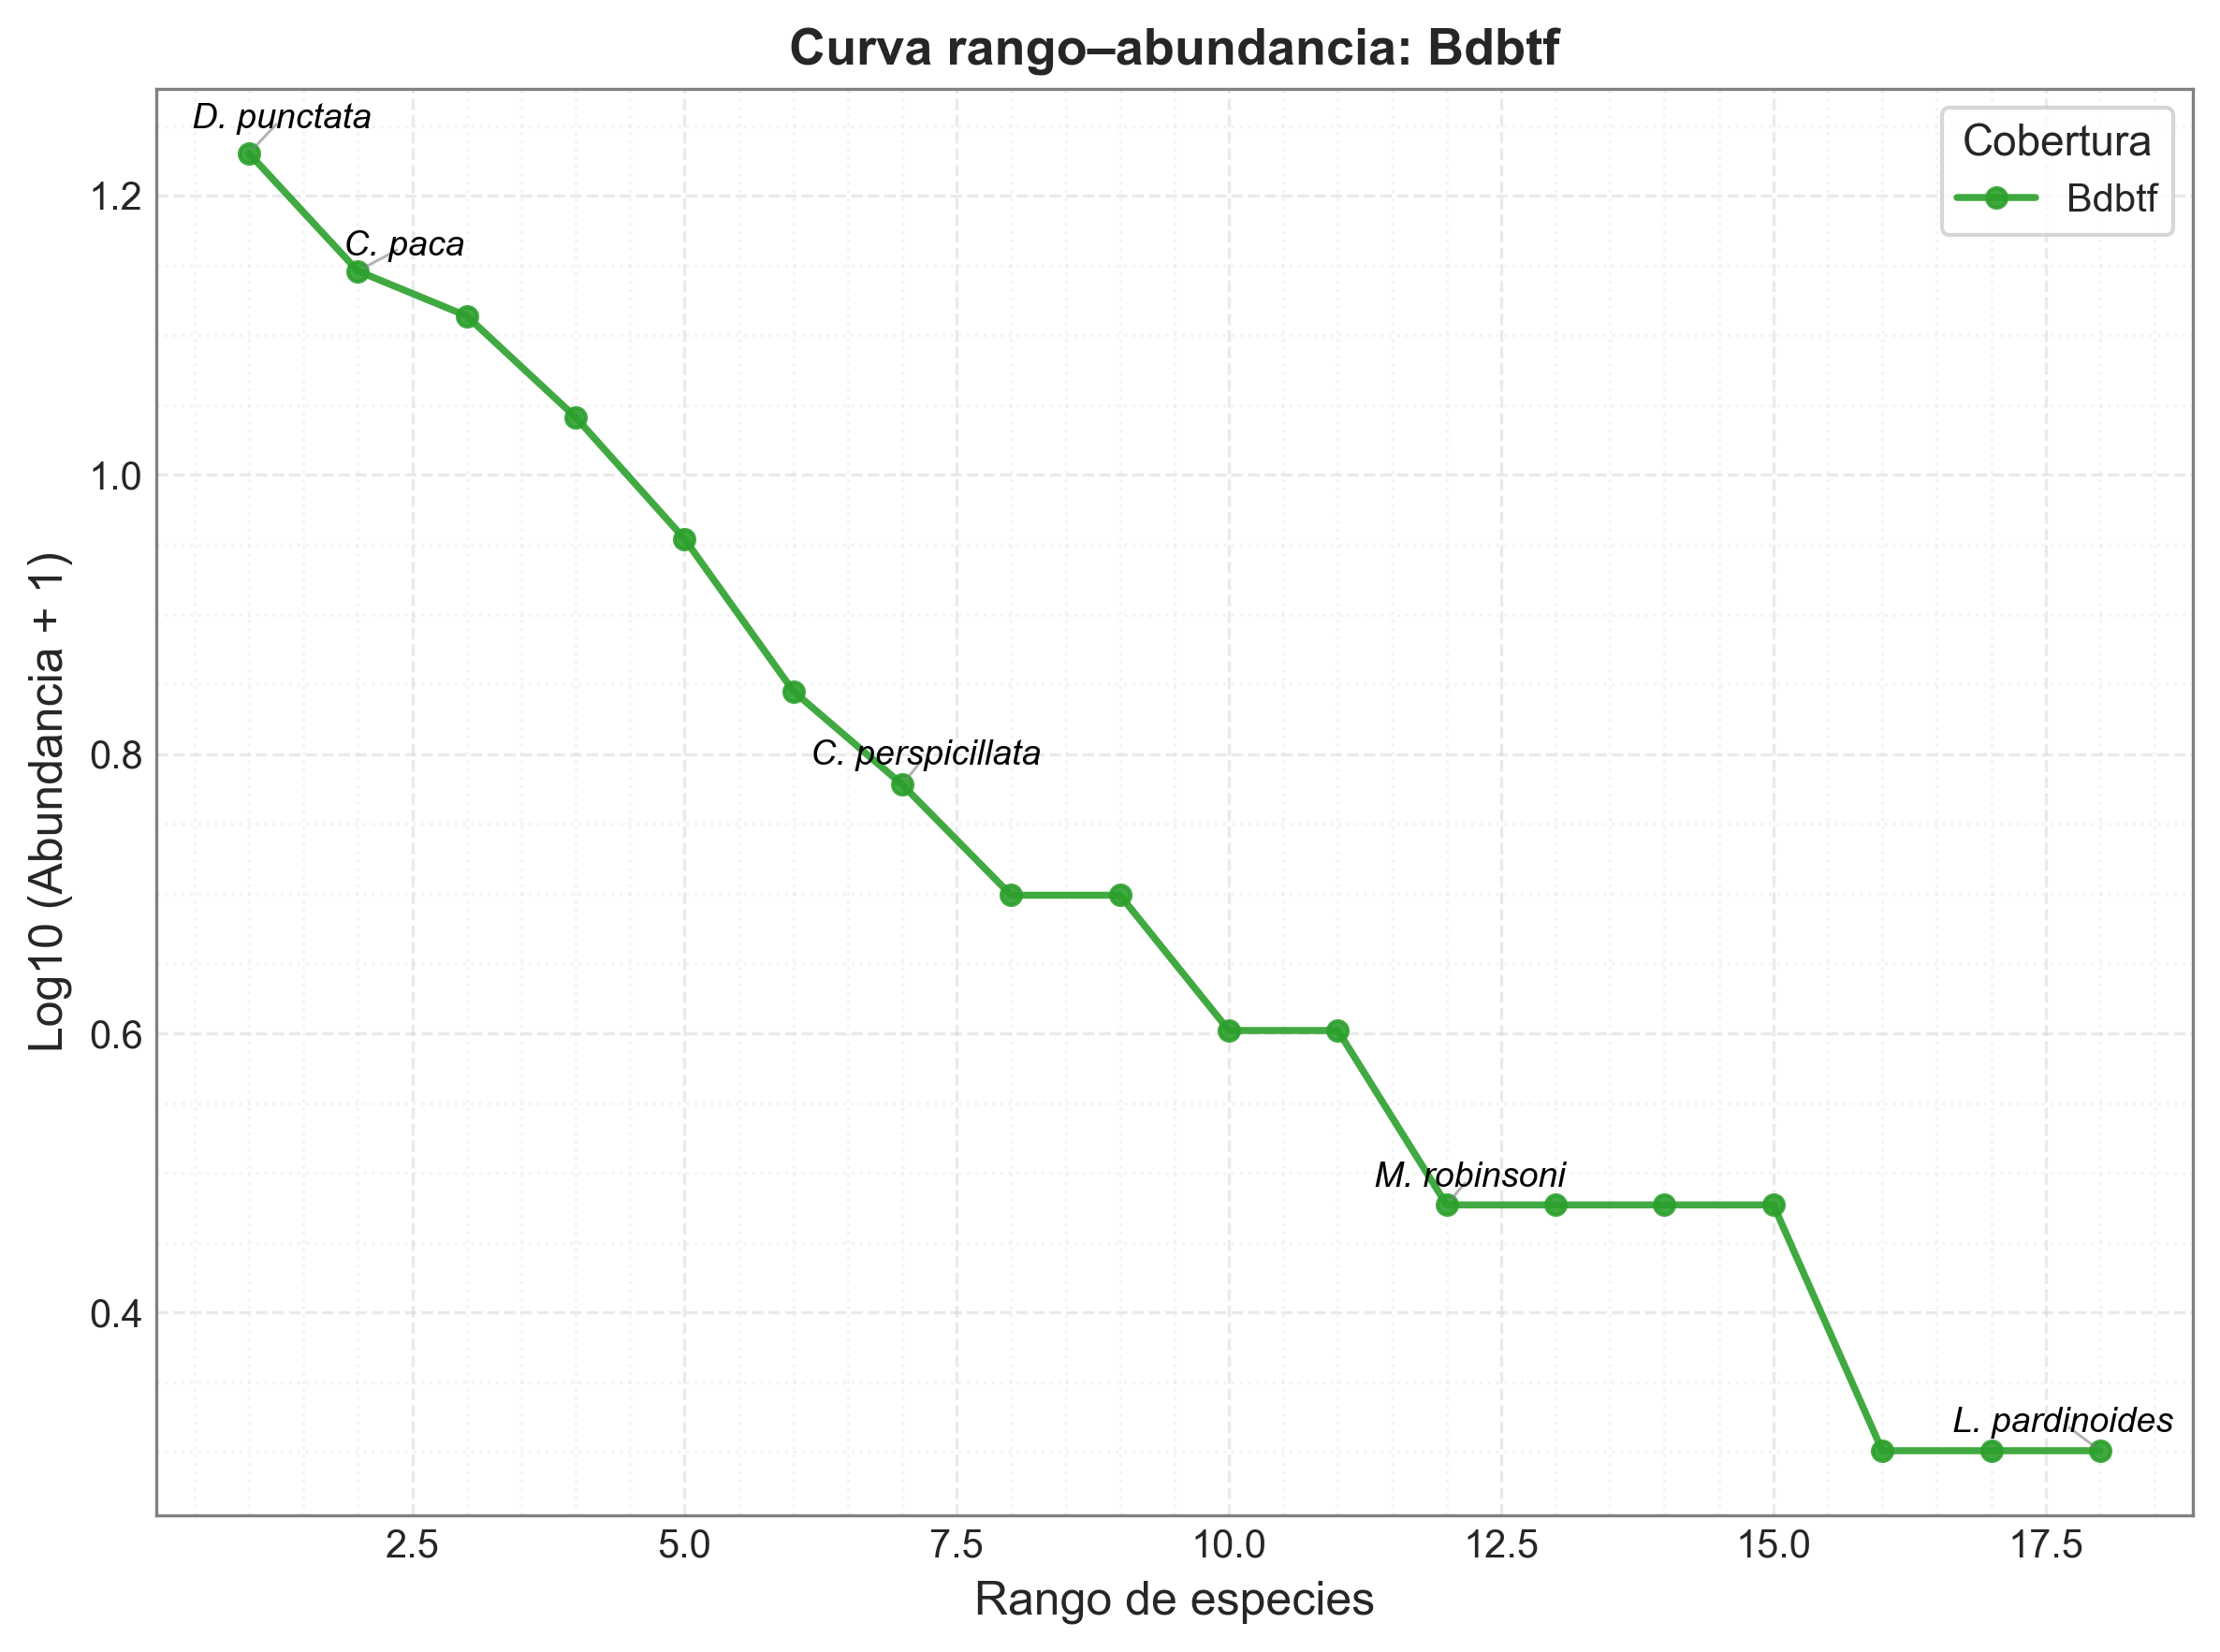 Curva rango–abundancia: Bdbtf
D. punctata
Cobertura
Bdbtf
C. paca
1.2
1.0
Log10 (Abundancia + 1)
0.8
C. perspicillata
0.6
M. robinsoni
0.4
L. pardinoides
2.5 5.0 7.5 10.0 12.5 15.0 17.5
Rango de especies